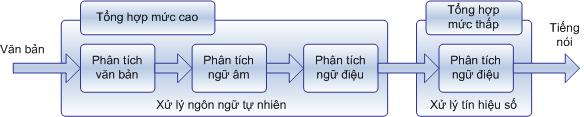 Tổng hợp mức cao
Tổng hợp
mức thấp
Văn bản
Phân tích
văn bản
Phân tích
ngữ âm
Phân tích
ngữ điệu
Phân tích
ngữ điệu
Tiếng
nói
Xử lý ngôn ngữ tự nhiên
Xử lý tín hiệu số